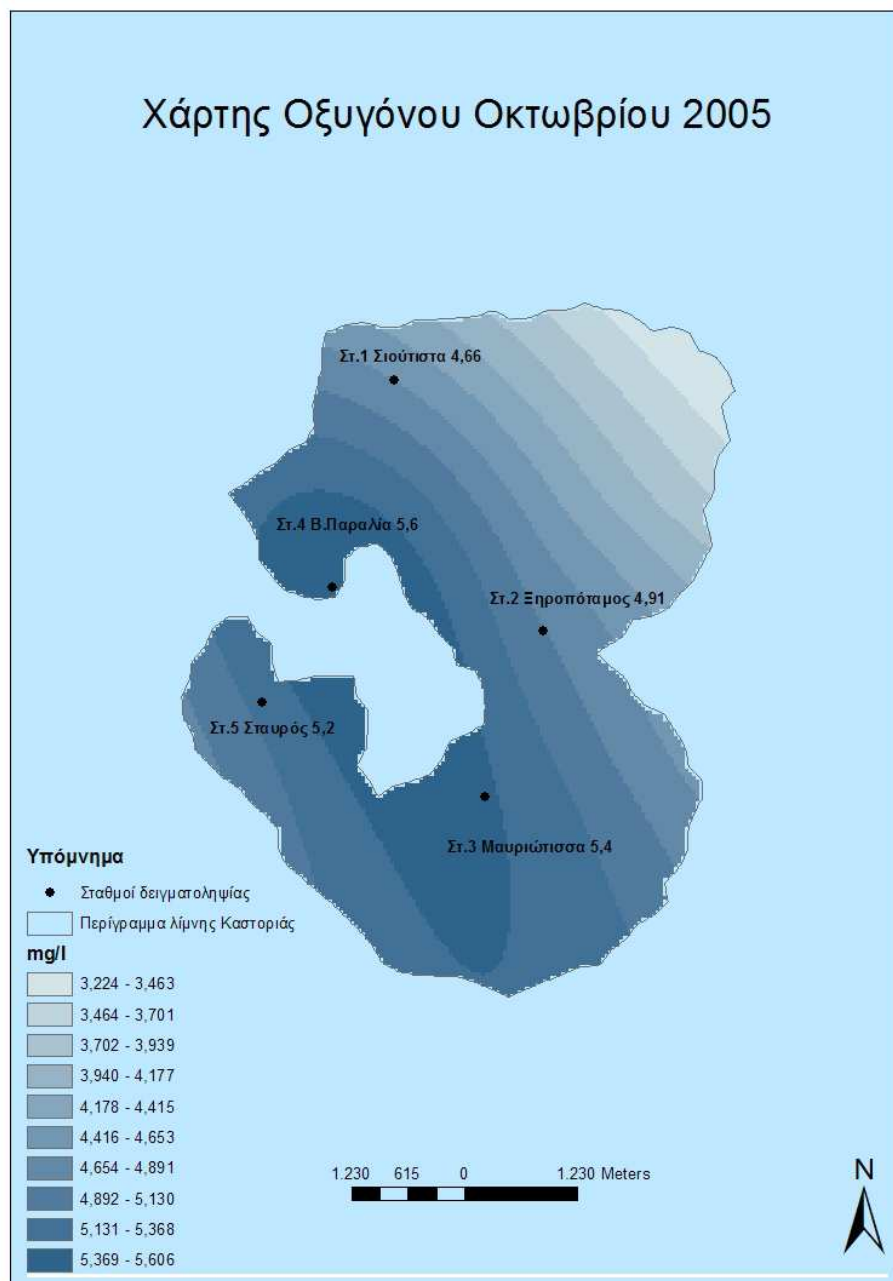 Χάρτης Οξυγόνου Οκτωβρίου 2005
Στ.1 Σιούτιστα 4,66
Στ.4 Β.Παραλία 5,6
Στ.2 Ξηροπόταμος 4,91
Στ.5 Σταυρός 5,2
Στ.3 Μαυριώτισσα 5,4
Υπόμνημα
Σταθμοί δειγματοληψίας
Περίγραμμα λίμνης Καστοριάς
mg/l
3,224 - 3,463
3,464 - 3,701
3,702 - 3,939
3,940 - 4,177
4,178 - 4,415
4,416 - 4,653
4,654 - 4,891
4,892 - 5,130
5,131 - 5,368
5,369 - 5,606
1.230 615 0 1.230 Meters
N